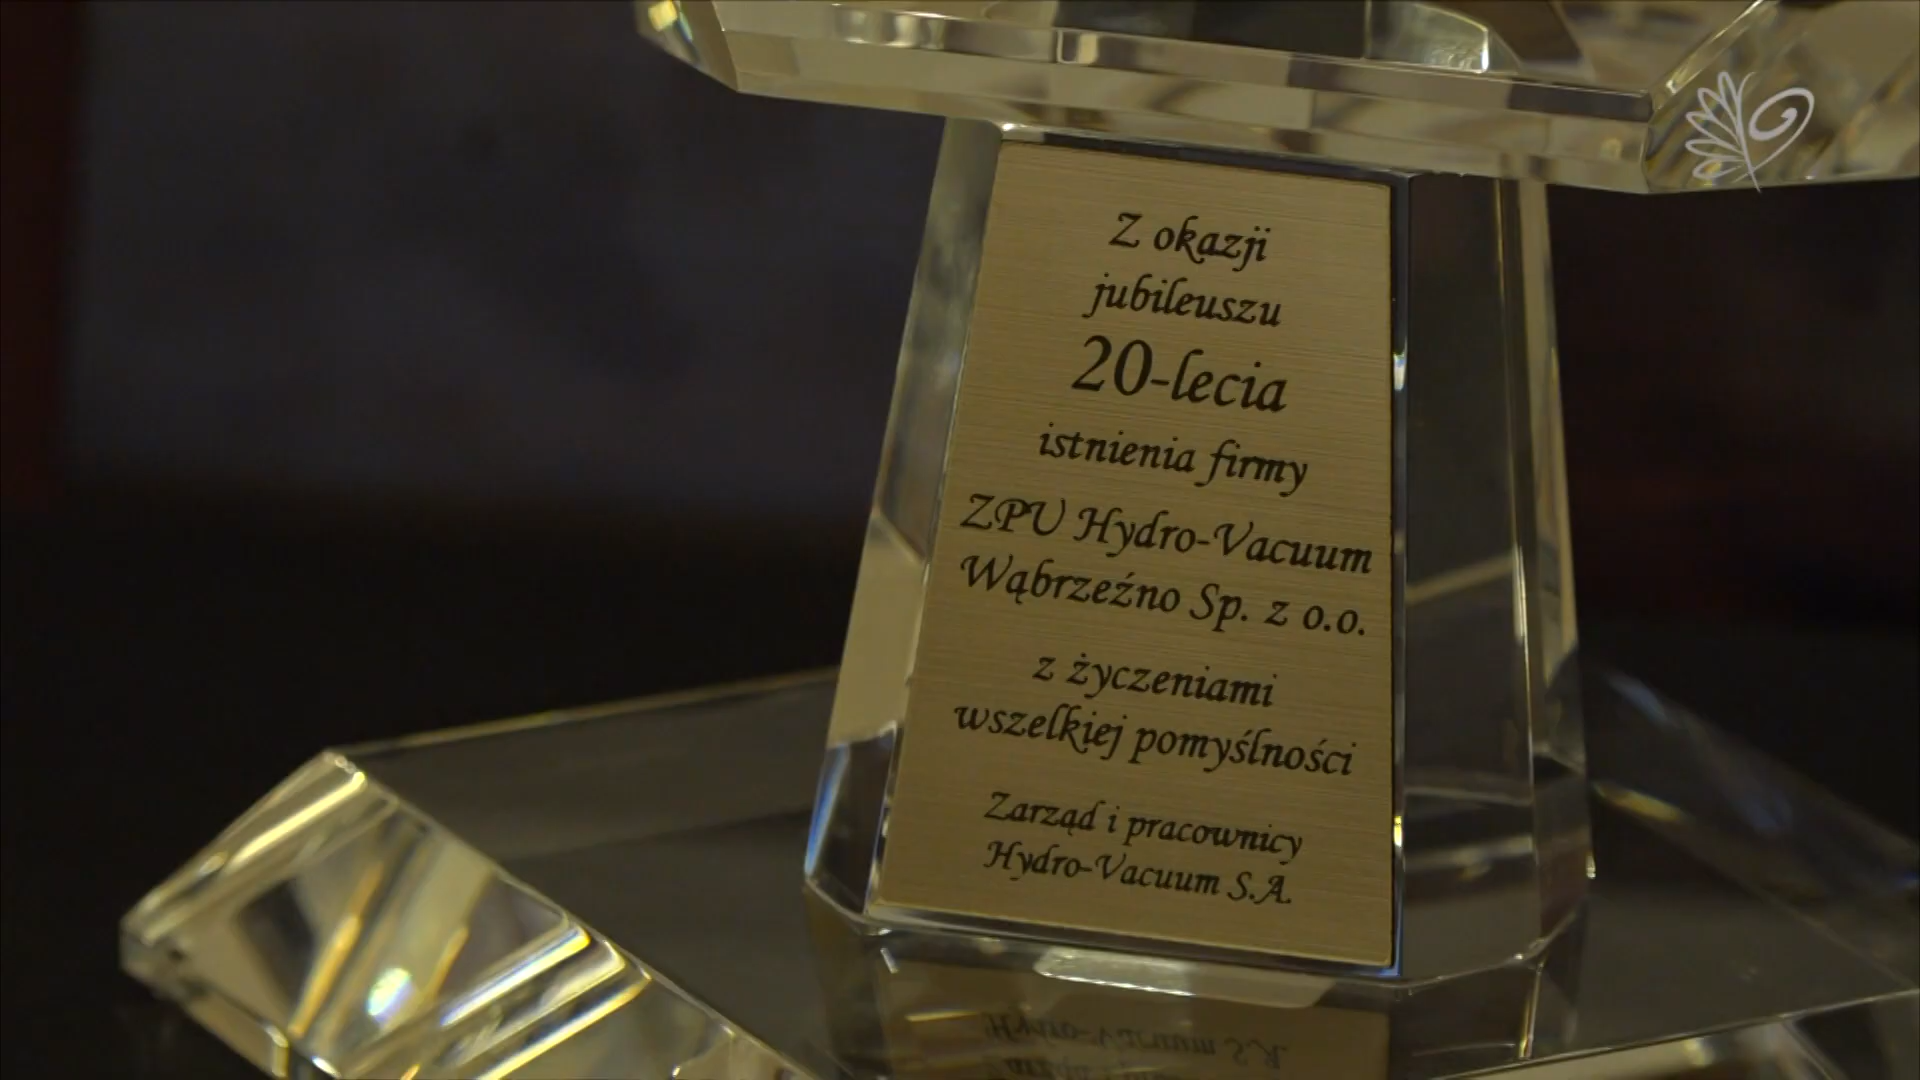 Z okazji
jubileuszu
20-lecia
istnienia firmy
ZPU Hydro-Vacuum
Wąbrzeźno Sp. z o.o.
z życzeniami
wszelkiej pomyślności
Zarząd i pracownicy
Hydro-Vacuum S.A.